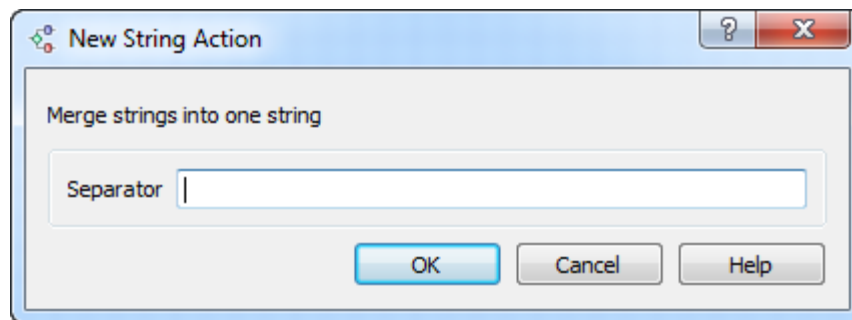 New String Action
?
Merge strings into one string
Separator
OK Cancel Help